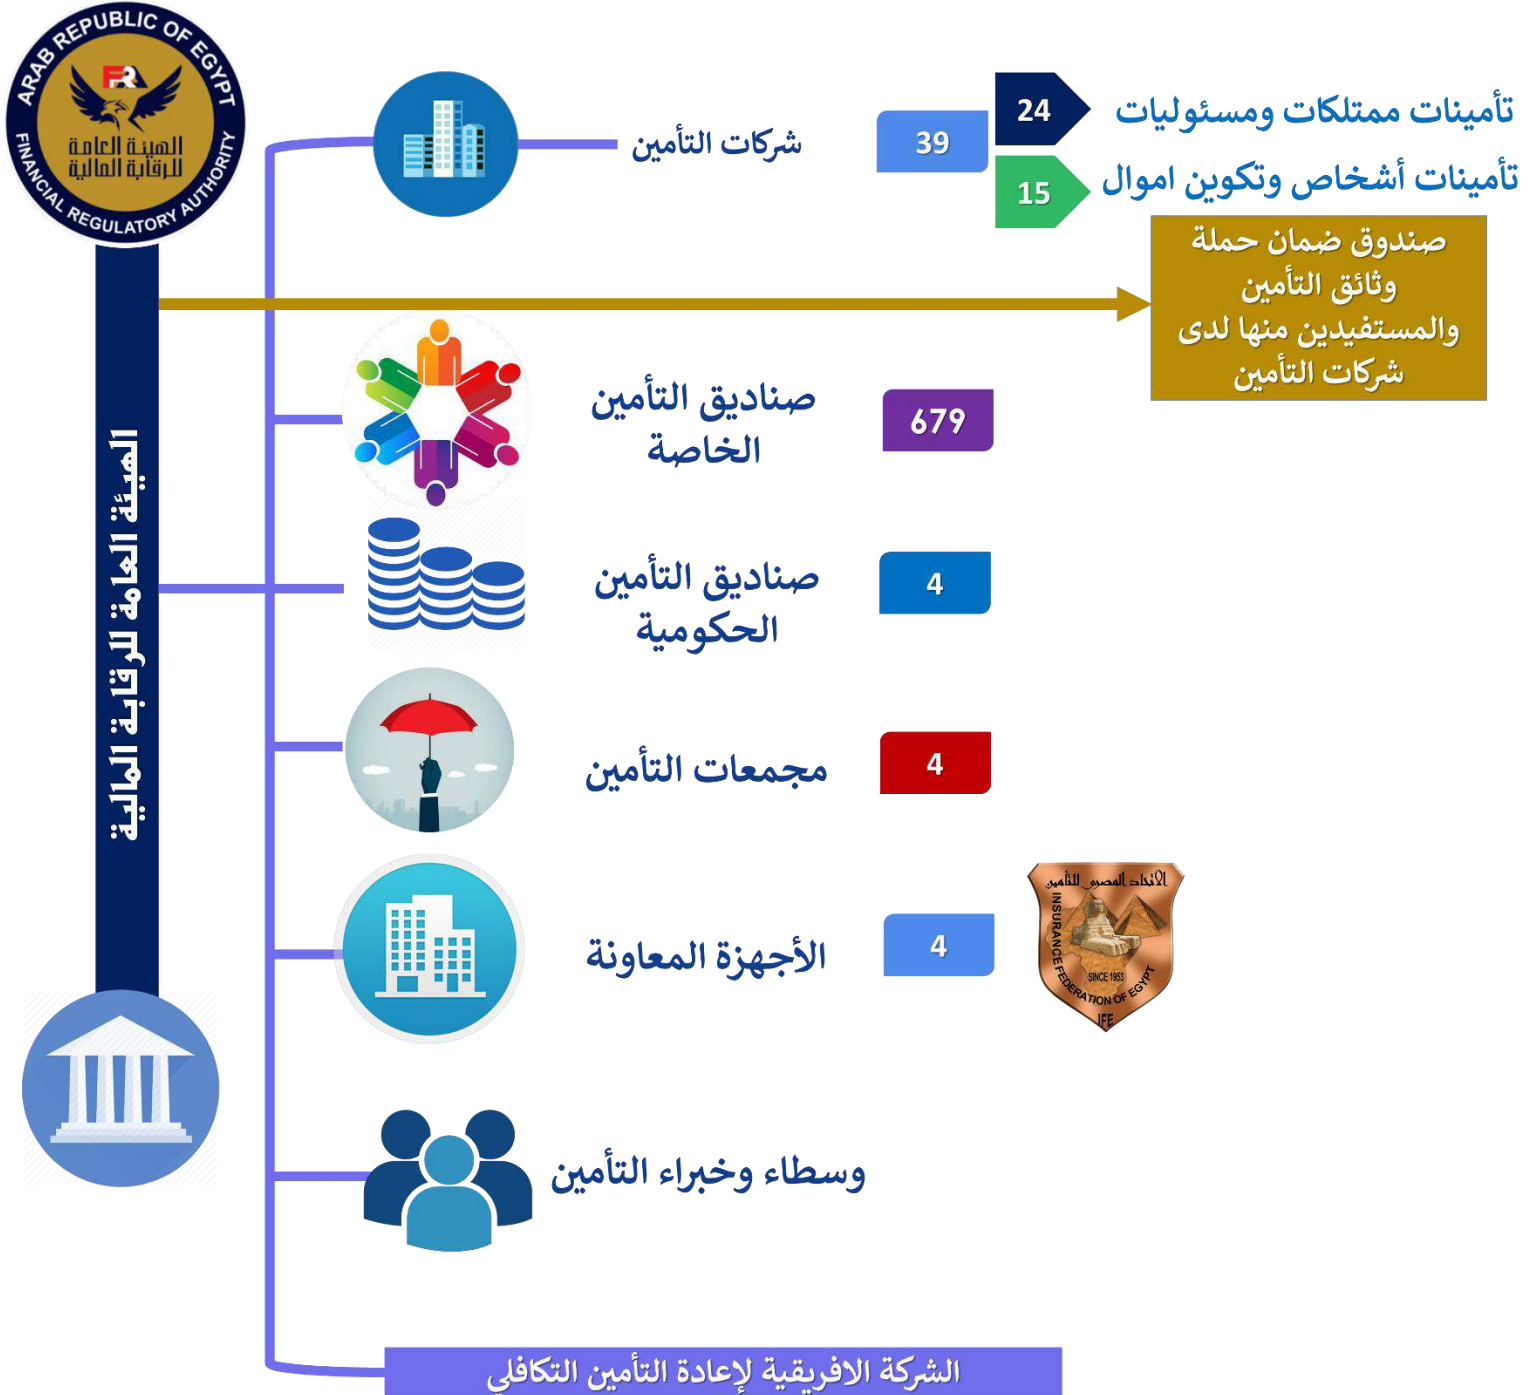 ARAB REPUBLIC OF EGYPT
FRA
الهيئة العامة
للرقابة المالية
FINANCIAL REGULATORY AUTHORITY
الهيئة العامة للرقابة المالية
شركات التأمين
39
24
تأمينات ممتلكات ومسئوليات
15
تأمينات أشخاص وتكوين اموال
صندوق ضمان حملة
وثائق التأمين
والمستفيدين منها لدى
شركات التأمين
صناديق التأمين
الخاصة
679
صناديق التأمين
الحكومية
4
مجمعات التأمين
4
الأجهزة المعاونة
4
الاتحاد المصرى للتأمين
INSURANCE FEDERATION OF EGYPT
SINCE 1953
IFE
وسطاء وخبراء التأمين
الشركة الافريقية لإعادة التأمين التكافلي